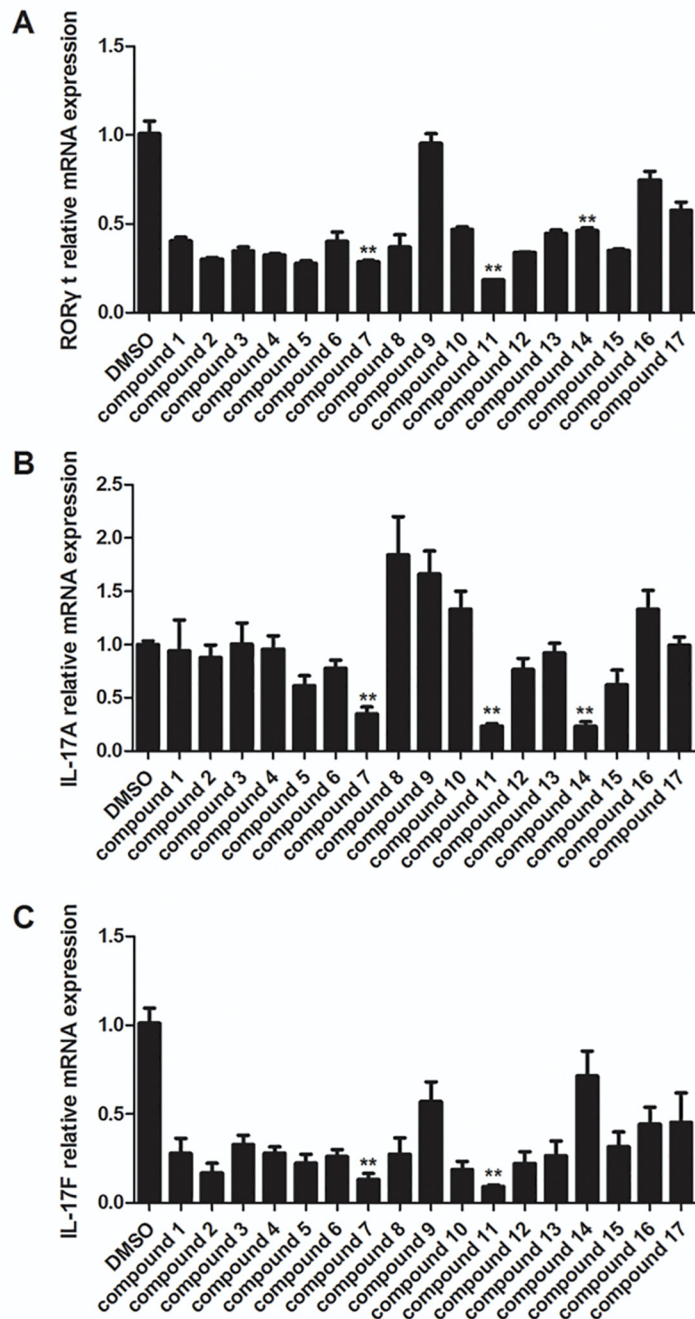 A
RORγ t relative mRNA expression
1.5
1.0
0.5
0.0
**
**
**
DMSO
compound 1
compound 2
compound 3
compound 4
compound 5
compound 6
compound 7
compound 8
compound 9
compound 10
compound 11
compound 12
compound 13
compound 14
compound 15
compound 16
compound 17
B
IL-17A relative mRNA expression
2.5
2.0
1.5
1.0
0.5
0.0
**
**
**
DMSO
compound 1
compound 2
compound 3
compound 4
compound 5
compound 6
compound 7
compound 8
compound 9
compound 10
compound 11
compound 12
compound 13
compound 14
compound 15
compound 16
compound 17
C
IL-17F relative mRNA expression
1.5
1.0
0.5
0.0
**
**
DMSO
compound 1
compound 2
compound 3
compound 4
compound 5
compound 6
compound 7
compound 8
compound 9
compound 10
compound 11
compound 12
compound 13
compound 14
compound 15
compound 16
compound 17